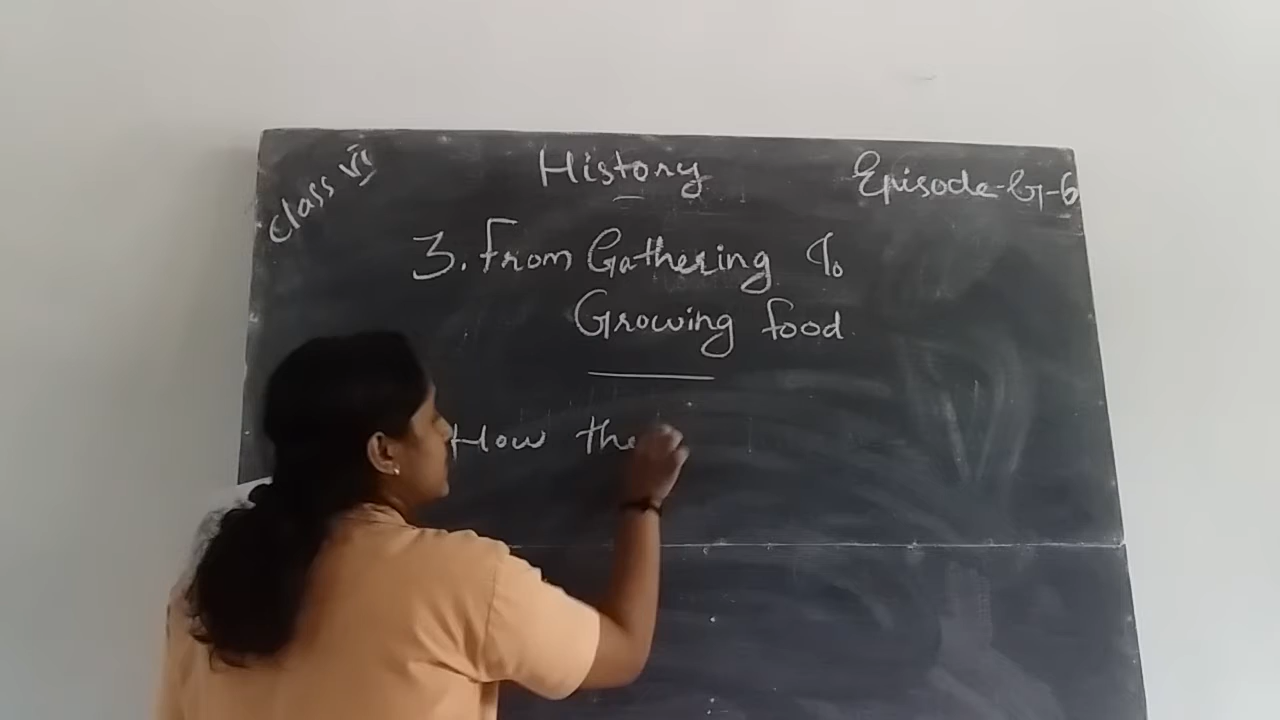 Class VI
History
Episode-G-6
3. From Gathering to
Growing food
How the